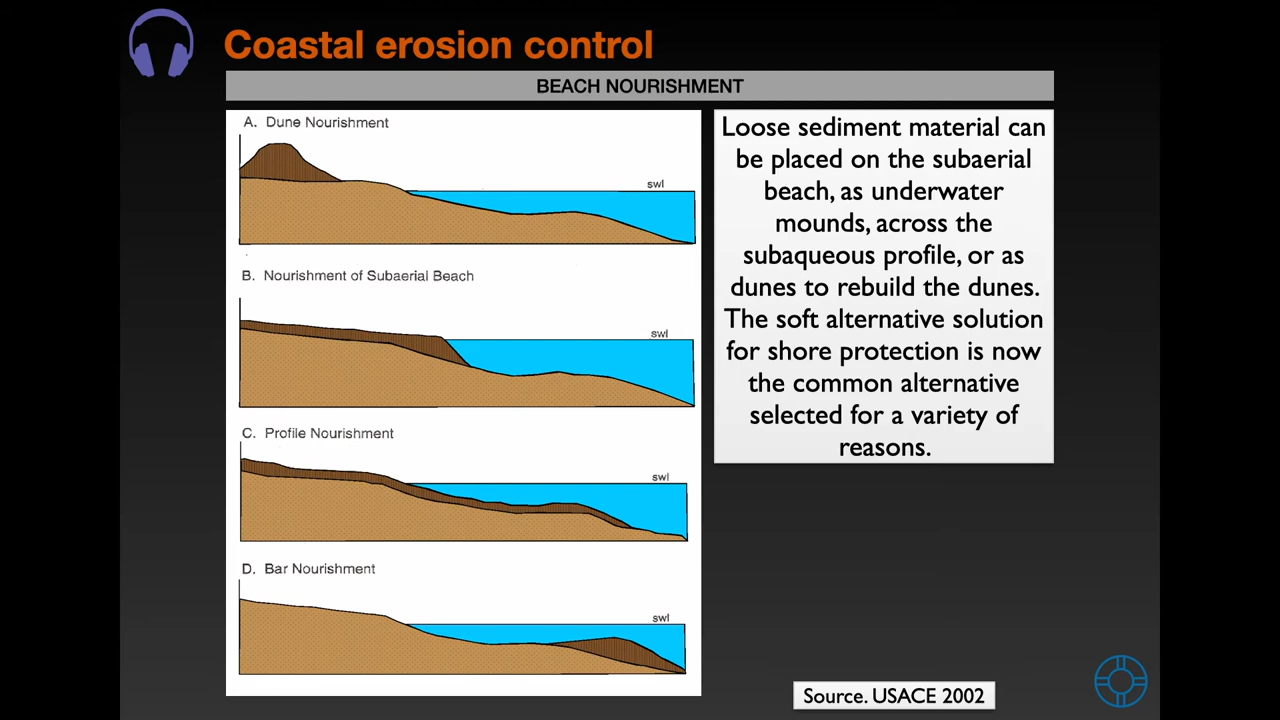 Coastal erosion control
BEACH NOURISHMENT
A. Dune Nourishment
swl
B. Nourishment of Subaerial Beach
swl
C. Profile Nourishment
swl
D. Bar Nourishment
swl
Loose sediment material can
be placed on the subaerial
beach, as underwater
mounds, across the
subaqueous profile, or as
dunes to rebuild the dunes.
The soft alternative solution
for shore protection is now
the common alternative
selected for a variety of
reasons.
Source. USACE 2002